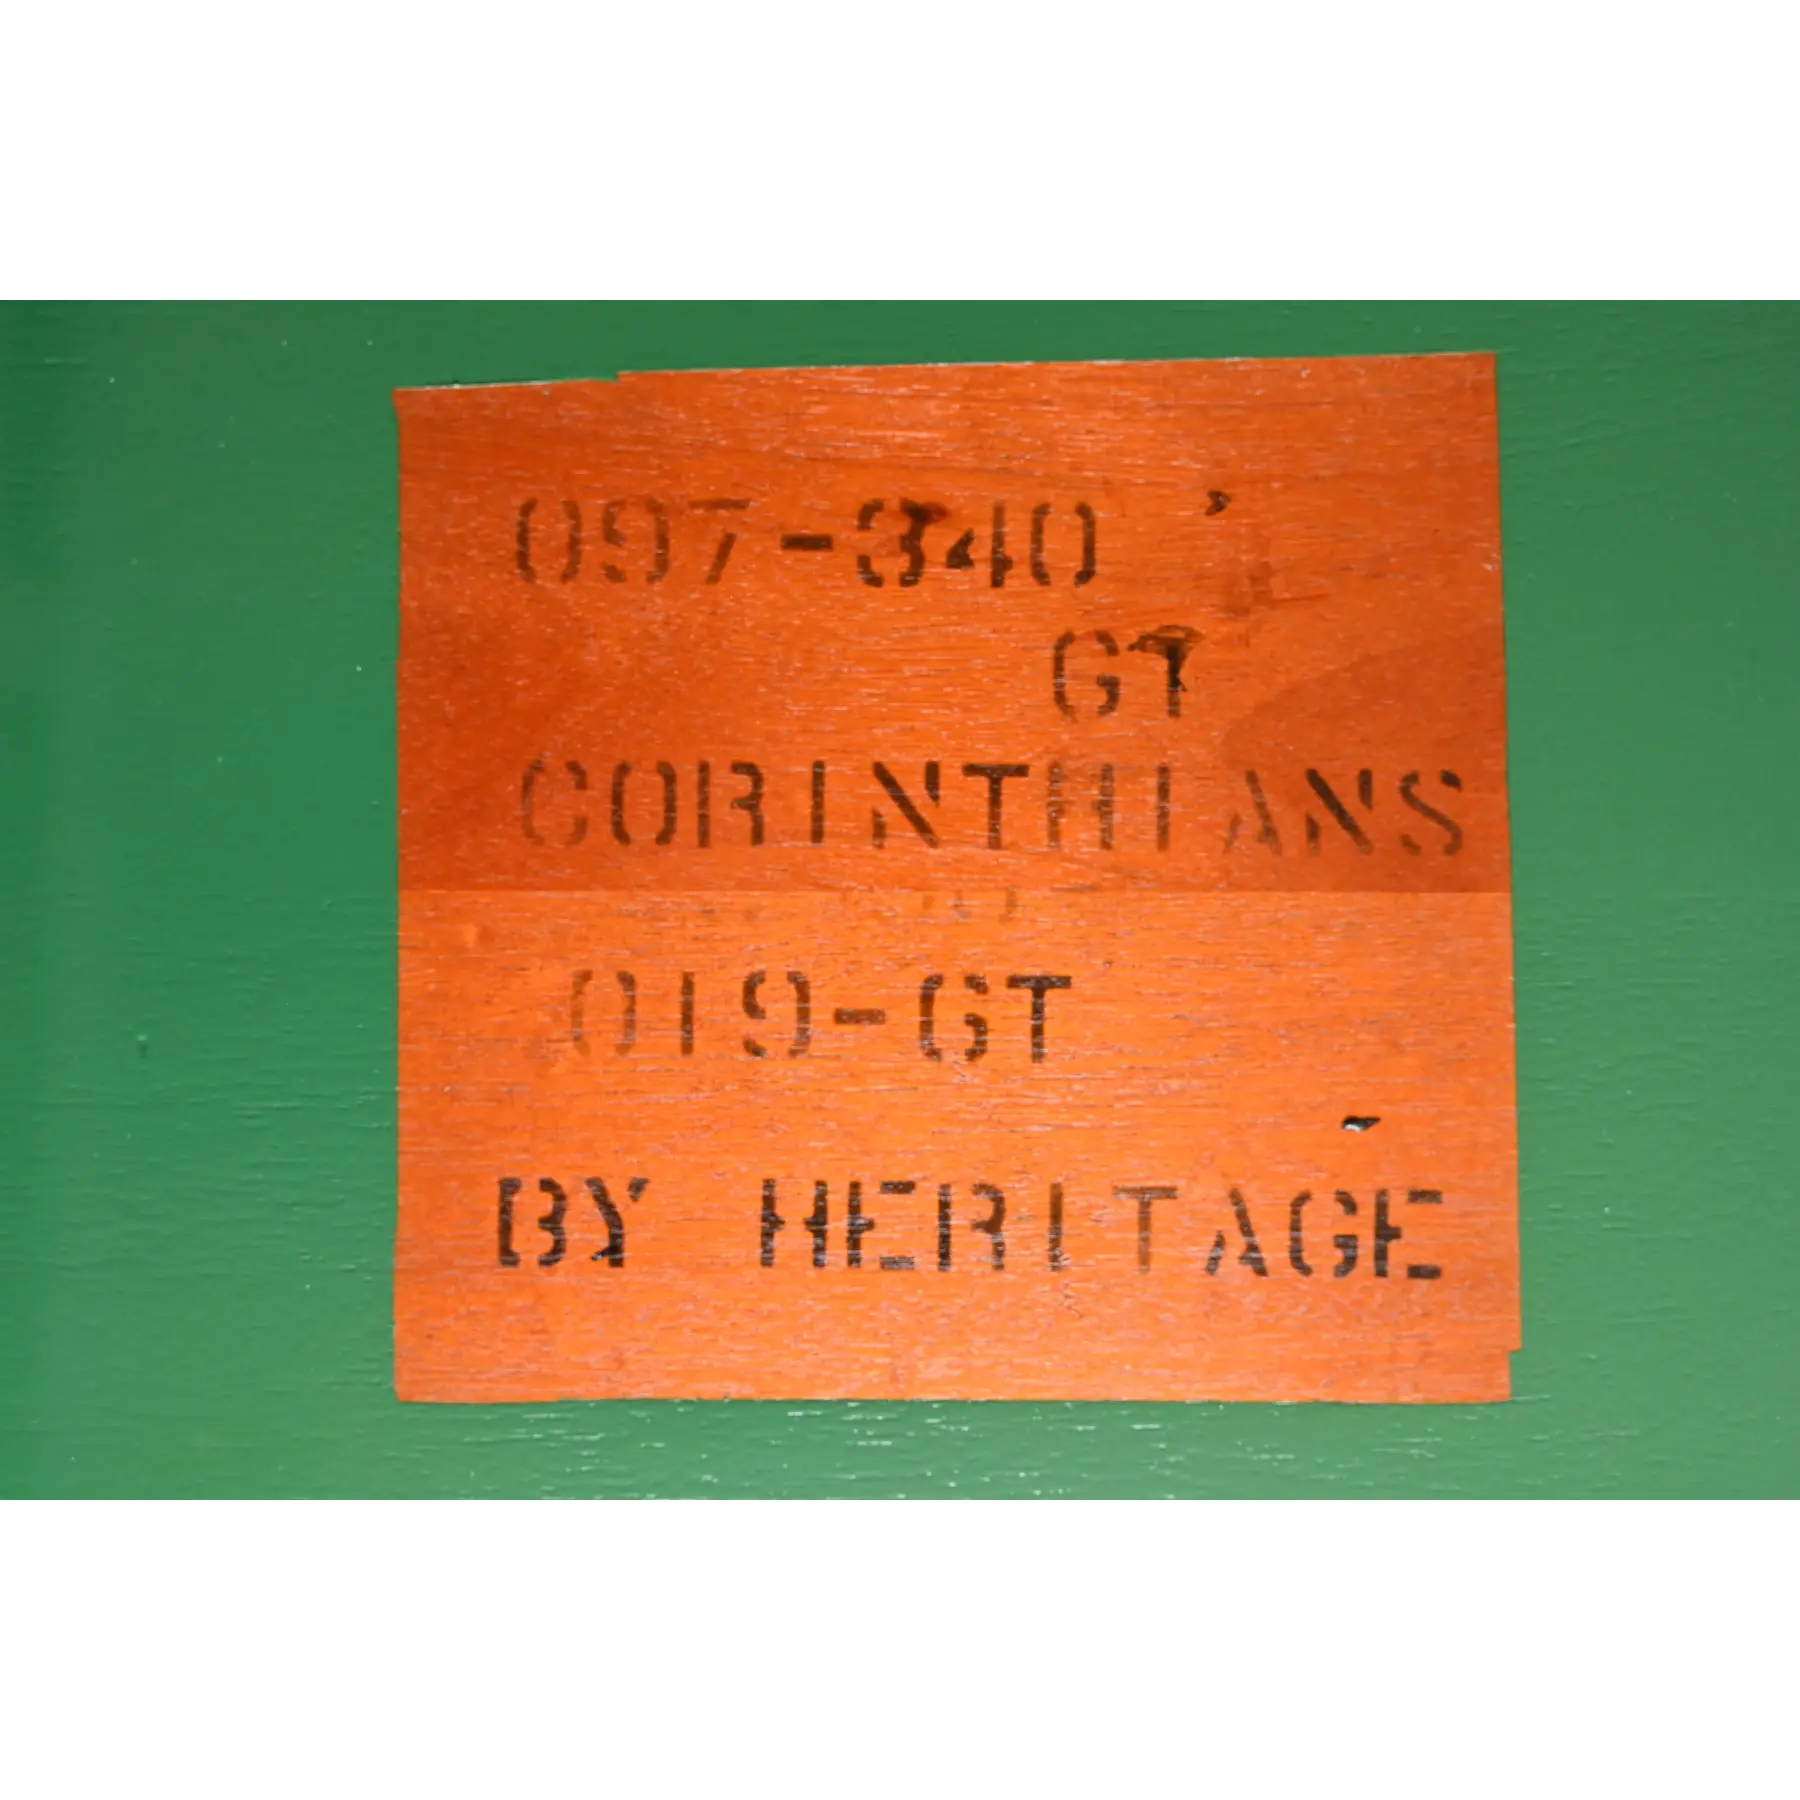 097-340
GT
CORINTHIANS
019-GT
BY HERITAGE